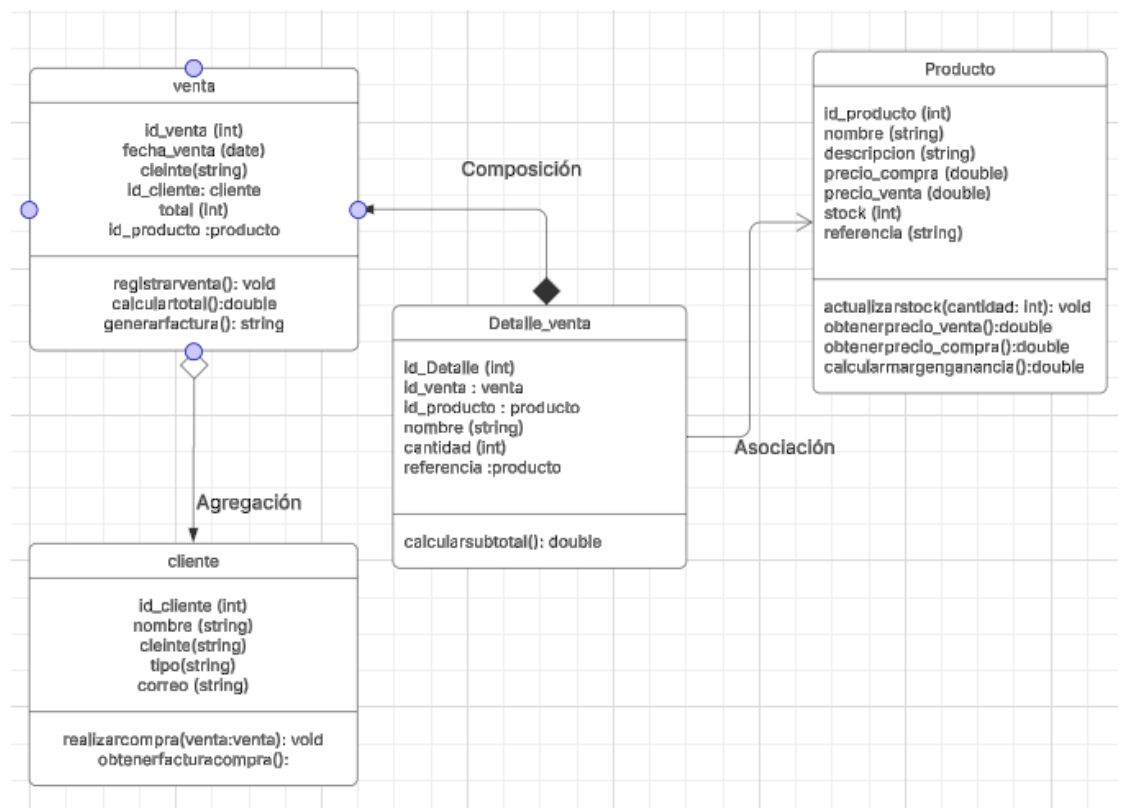 venta
id_venta (int)
fecha_venta (date)
cleinte(string)
id_cliente: cliente
total (int)
id_producto :producto
registrarventa(): void
calculartotal():double
generarfactura(): string
Composición
Producto
id_producto (int)
nombre (string)
descripcion (string)
precio_compra (double)
precio_venta (double)
stock (int)
referencia (string)
actualizarstock(cantidad: int): void
obtenerprecio_venta():double
obtenerprecio_compra():double
calcularmargenganancia():double
Detalle_venta
id_Detalle (int)
id_venta : venta
id_producto : producto
nombre (string)
cantidad (int)
referencia :producto
calcularsubtotal(): double
Asociación
Agregación
cliente
id_cliente (int)
nombre (string)
cleinte(string)
tipo(string)
correo (string)
realizarcompra(venta:venta): void
obtenerfacturacompra():